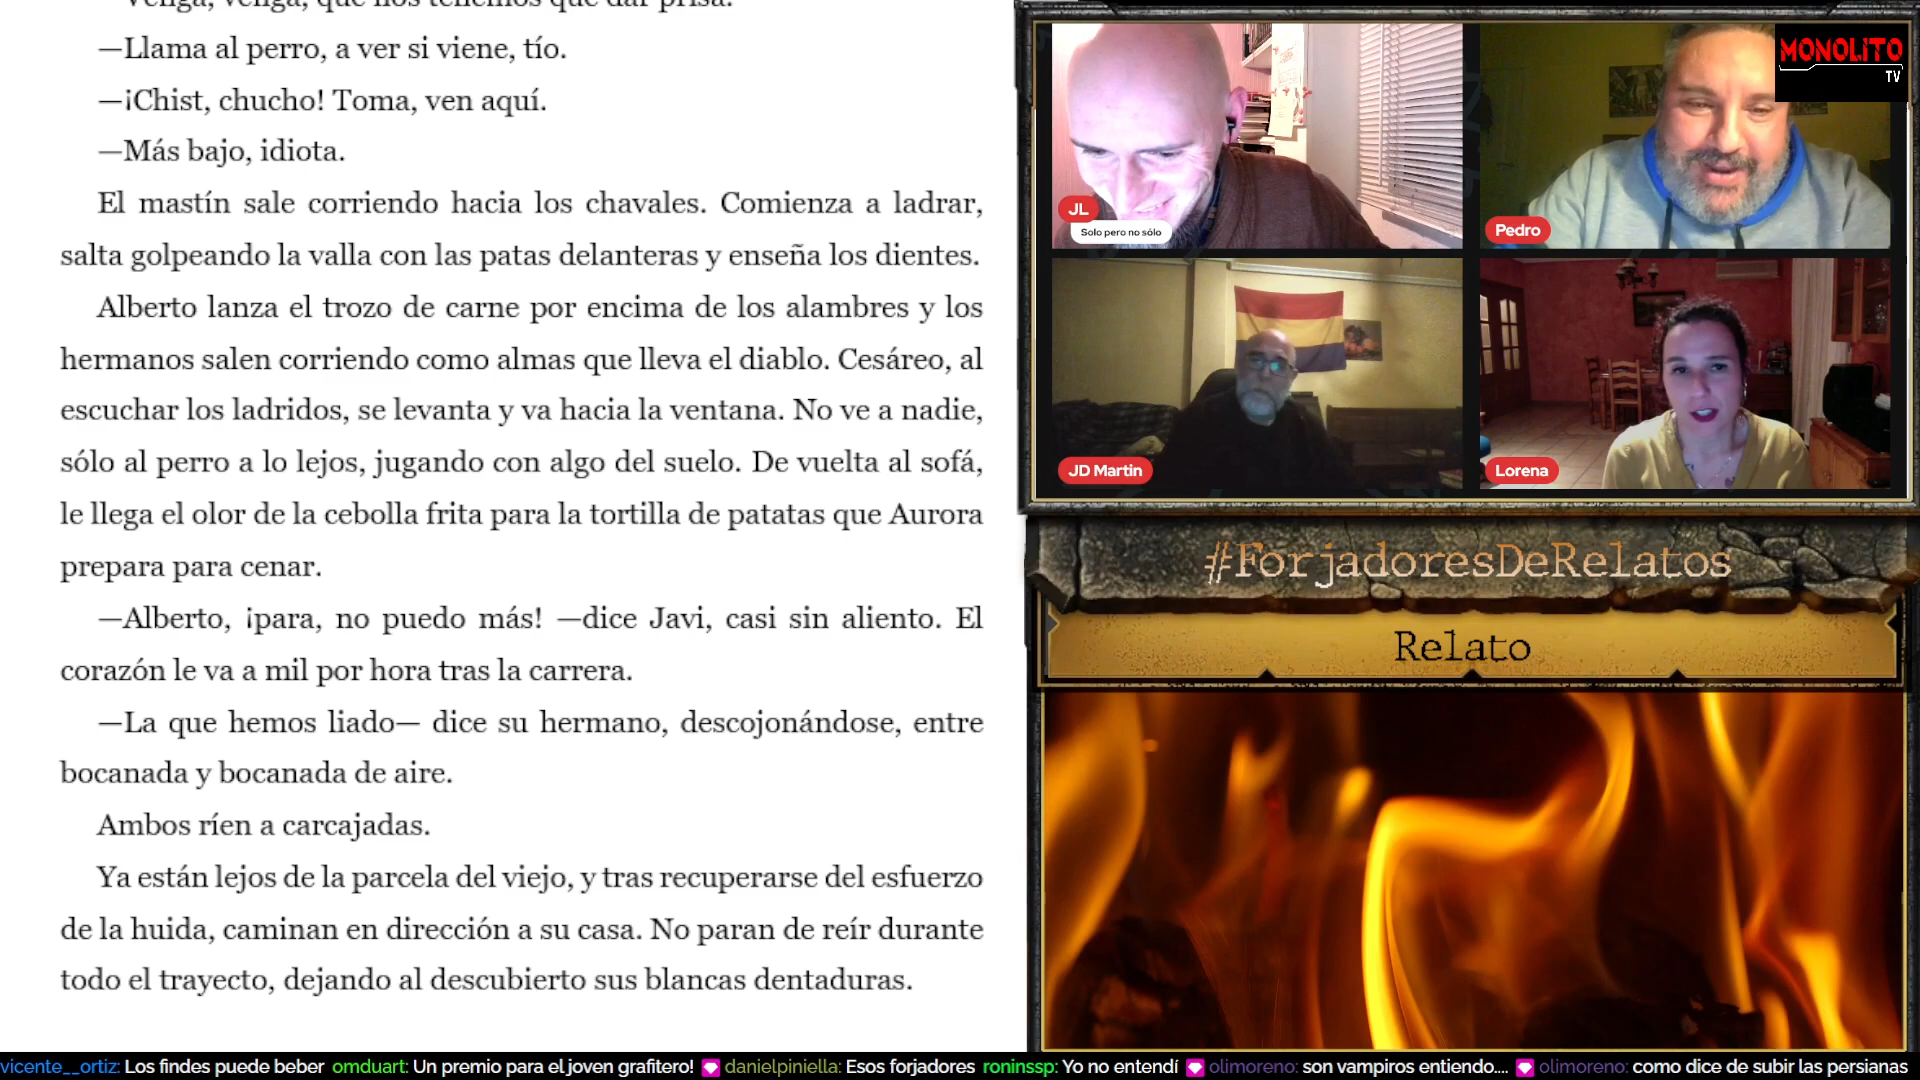 Venga, venga, que nos tenemos que dar prisa.
—Llama al perro, a ver si viene, tío.
—¡Chist, chucho! Toma, ven aquí.
—Más bajo, idiota.
El mastín sale corriendo hacia los chavales. Comienza a ladrar,
salta golpeando la valla con las patas delanteras y enseña los dientes.
Alberto lanza el trozo de carne por encima de los alambres y los
hermanos salen corriendo como almas que lleva el diablo. Cesáreo, al
escuchar los ladridos, se levanta y va hacia la ventana. No ve a nadie,
sólo al perro a lo lejos, jugando con algo del suelo. De vuelta al sofá,
le llega el olor de la cebolla frita para la tortilla de patatas que Aurora
prepara para cenar.
—Alberto, ¡para, no puedo más! —dice Javi, casi sin aliento. El
corazón le va a mil por hora tras la carrera.
—La que hemos liado— dice su hermano, descojonándose, entre
bocanada y bocanada de aire.
Ambos ríen a carcajadas.
Ya están lejos de la parcela del viejo, y tras recuperarse del esfuerzo
de la huida, caminan en dirección a su casa. No paran de reír durante
todo el trayecto, dejando al descubierto sus blancas dentaduras.
MONOLITO
TV
JL
Solo pero no sólo
Pedro
JD Martin
Lorena
#ForjadoresDeRelatos
Relato
vicente__ortiz: Los findes puede beber omduart: Un premio para el joven grafitero! danielpiniella: Esos forjadores roninssp: Yo no entendí olimoreno: son vampiros entiendo.... olimoreno: como dice de subir las persianas